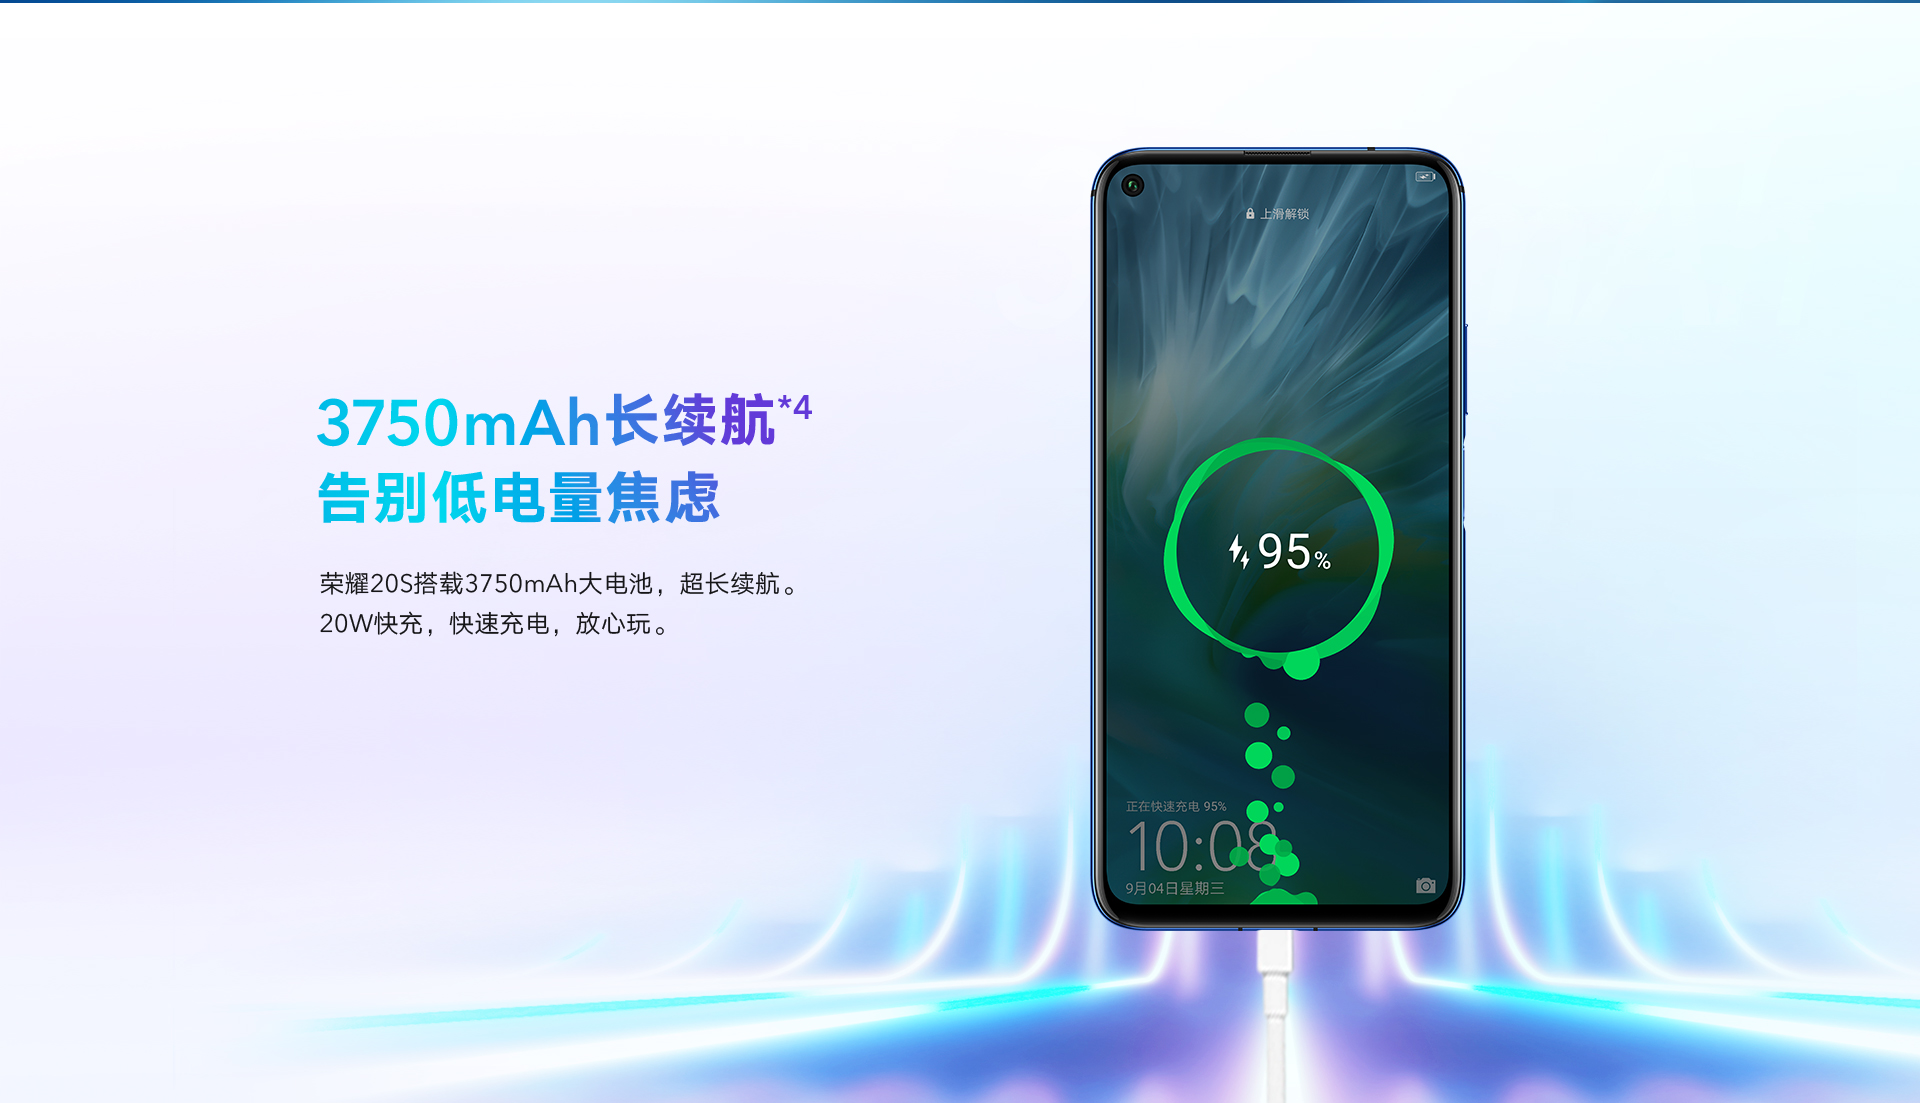 3750mAh长续航*4
告别低电量焦虑
荣耀20S搭载3750mAh大电池，超长续航。
20W快充，快速充电，放心玩。
上滑解锁
95%
正在快速充电 95%
10:08
9月04日星期三